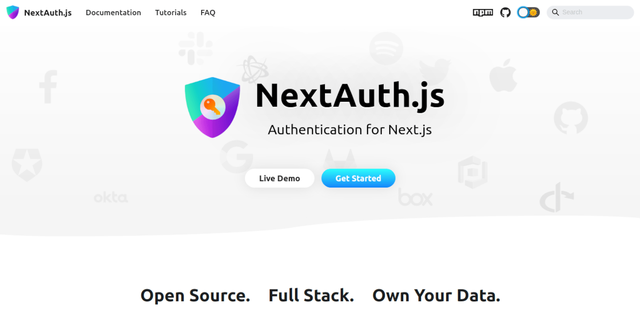 NextAuth.js Documentation Tutorials FAQ npm Search
NextAuth.js
Authentication for Next.js
okta
box
Live Demo Get Started
Open Source. Full Stack. Own Your Data.